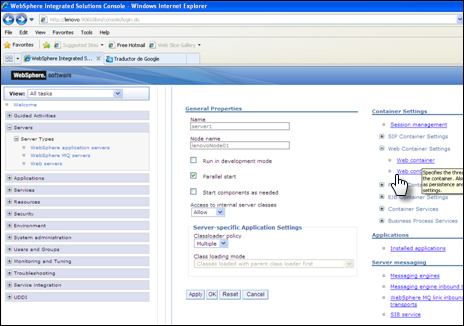 WebSphere Integrated Solutions Console - Windows Internet Explorer
http://lenovo:9060/ibm/console/login.do
File Edit View Favorites Tools Help
Favorites Suggested Sites Free Hotmail Web Slice Gallery
WebSphere Integrated S... Traductor de Google
WebSphere. software
View: All tasks
Welcome
Guided Activities
Servers
Server Types
WebSphere application servers
WebSphere MQ servers
Web servers
Applications
Services
Resources
Security
Environment
System administration
Users and Groups
Monitoring and Tuning
Troubleshooting
Service integration
UDDI
General Properties
Name
server1
Node name
lenovoNode01
Run in development mode
Parallel start
Start components as needed
Access to internal server classes
Allow
Server-specific Application Settings
Classloader policy
Multiple
Class loading mode
Classes loaded with parent class loader first
Apply OK Reset Cancel
Container Settings
Session management
SIP Container Settings
Web Container Settings
Web container
Web con
Specifies the threa
the container. Also
as persistence and
settings.
EJB Container Settings
Container Services
Business Process Services
Applications
Installed applications
Server messaging
Messaging engines
Messaging engine inbound t
WebSphere MQ link inbound
transports
SIB service